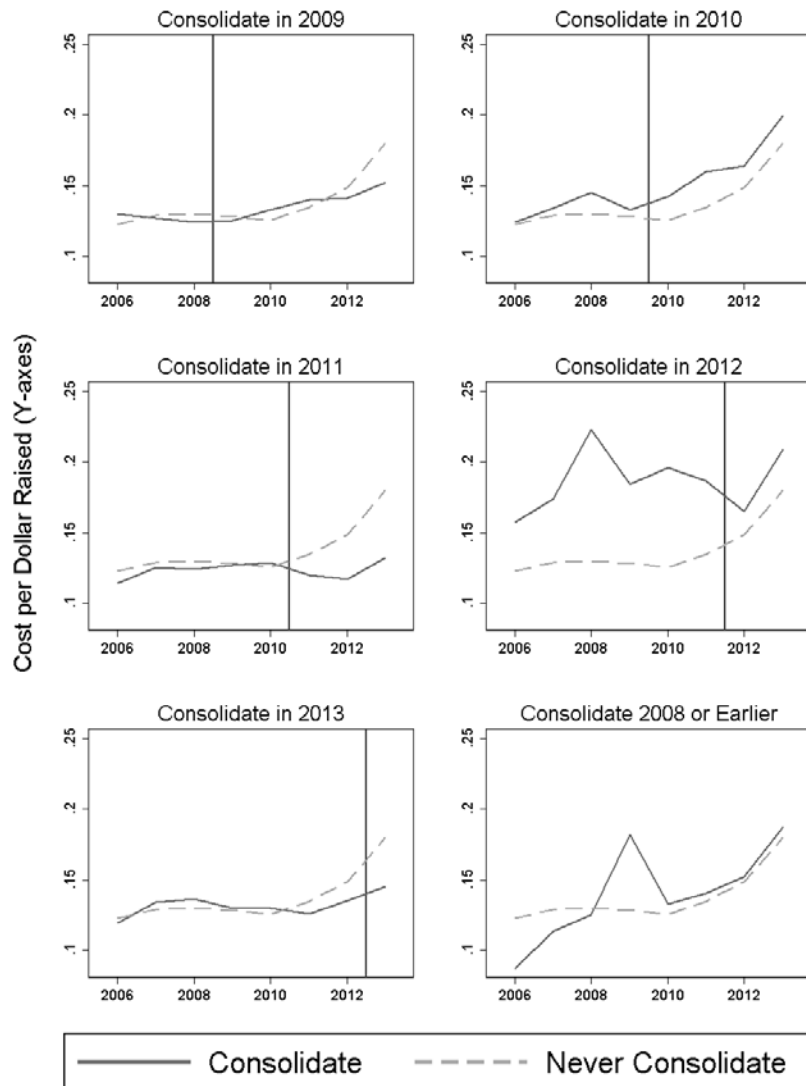 Cost per Dollar Raised (Y-axes)
Consolidate in 2009
.25
.2
.15
.1
2006 2008 2010 2012
Consolidate in 2010
.25
.2
.15
.1
2006 2008 2010 2012
Consolidate in 2011
.25
.2
.15
.1
2006 2008 2010 2012
Consolidate in 2012
.25
.2
.15
.1
2006 2008 2010 2012
Consolidate in 2013
.25
.2
.15
.1
2006 2008 2010 2012
Consolidate 2008 or Earlier
.25
.2
.15
.1
2006 2008 2010 2012
Consolidate Never Consolidate